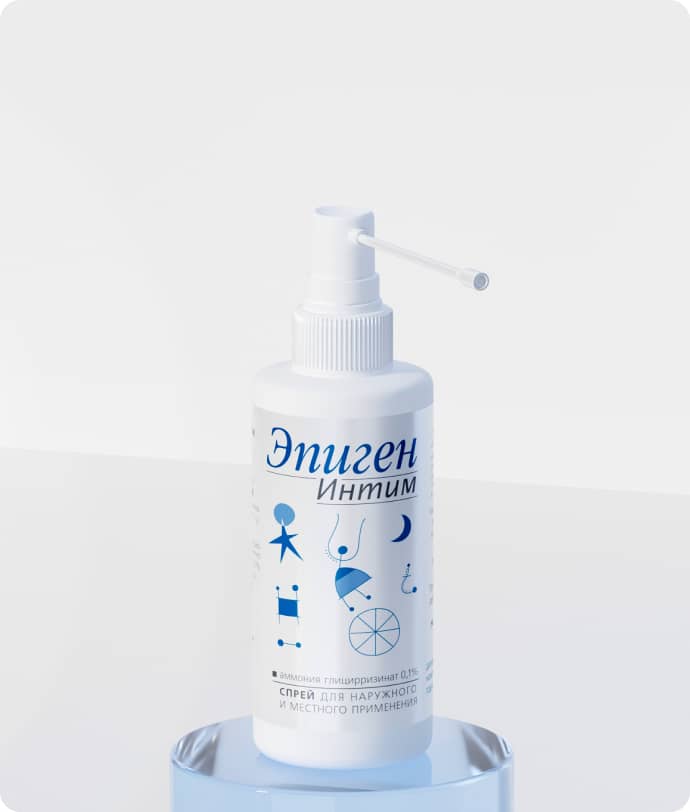 Эпиген
Интим
аммония глицирризинат 0,1%
СПРЕЙ ДЛЯ НАРУЖНОГО
И МЕСТНОГО ПРИМЕНЕНИЯ